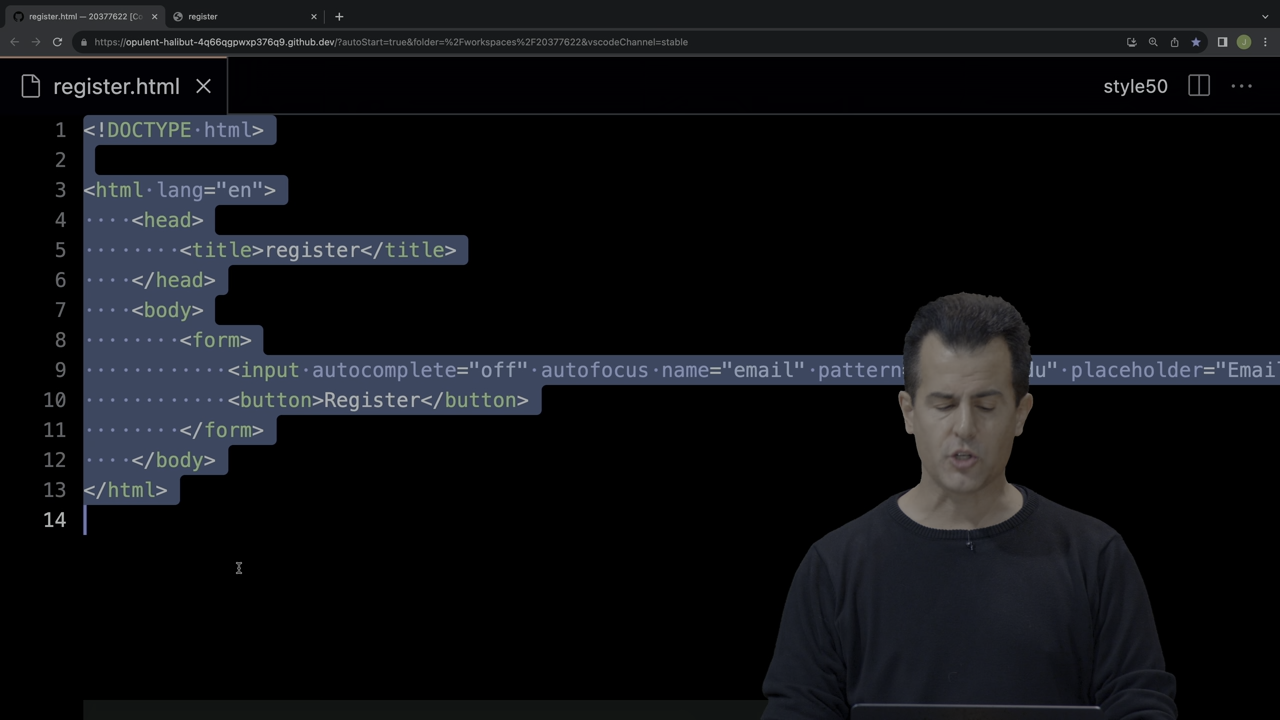 register.html — 20377622 [Co
register
https://opulent-halibut-4q66qgpwxp376q9.github.dev/?autoStart=true&folder=%2Fworkspaces%2F20377622&vscodeChannel=stable
J
register.html
style50
1 <!DOCTYPE·html>
2
3 <html·lang="en">
4 ····<head>
5 ········<title>register</title>
6 ····</head>
7 ····<body>
8 ········<form>
9 ············<input·autocomplete="off"·autofocus·name="email"·pattern du"·placeholder="Email
10 ············<button>Register</button>
11 ········</form>
12 ····</body>
13 </html>
14